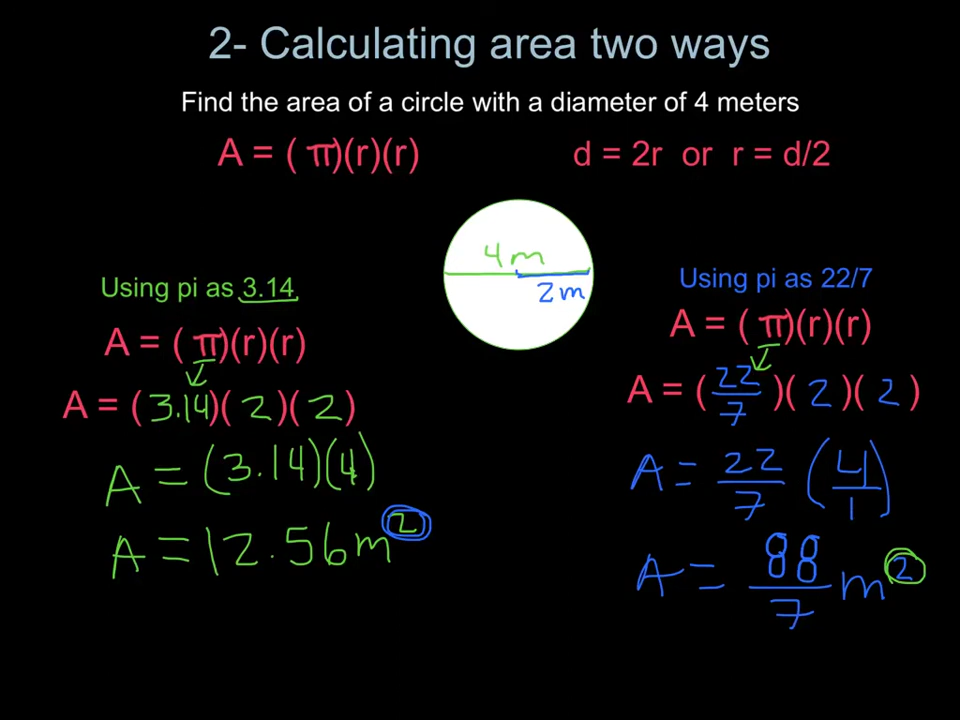 2- Calculating area two ways
Find the area of a circle with a diameter of 4 meters
A = ( π)(r)(r)
d = 2r or r = d/2
4m
2m
Using pi as 3.14
A = ( π)(r)(r)
A = (3.14)(2)(2)
A = (3.14)(4)
A = 12.56m²
Using pi as 22/7
A = ( π)(r)(r)
A = (22/7)(2)(2)
A = 22/7 (4/1)
A = 88/7 m²